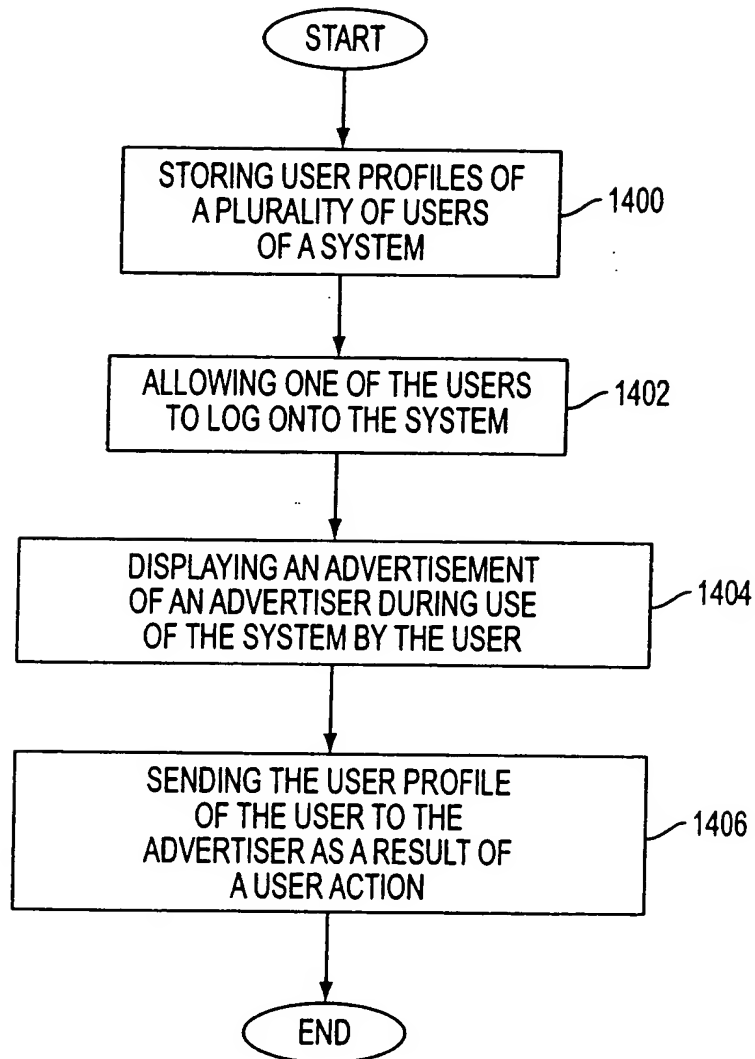 START
STORING USER PROFILES OF
A PLURALITY OF USERS
OF A SYSTEM
1400
ALLOWING ONE OF THE USERS
TO LOG ONTO THE SYSTEM
1402
DISPLAYING AN ADVERTISEMENT
OF AN ADVERTISER DURING USE
OF THE SYSTEM BY THE USER
1404
SENDING THE USER PROFILE
OF THE USER TO THE
ADVERTISER AS A RESULT OF
A USER ACTION
1406
END